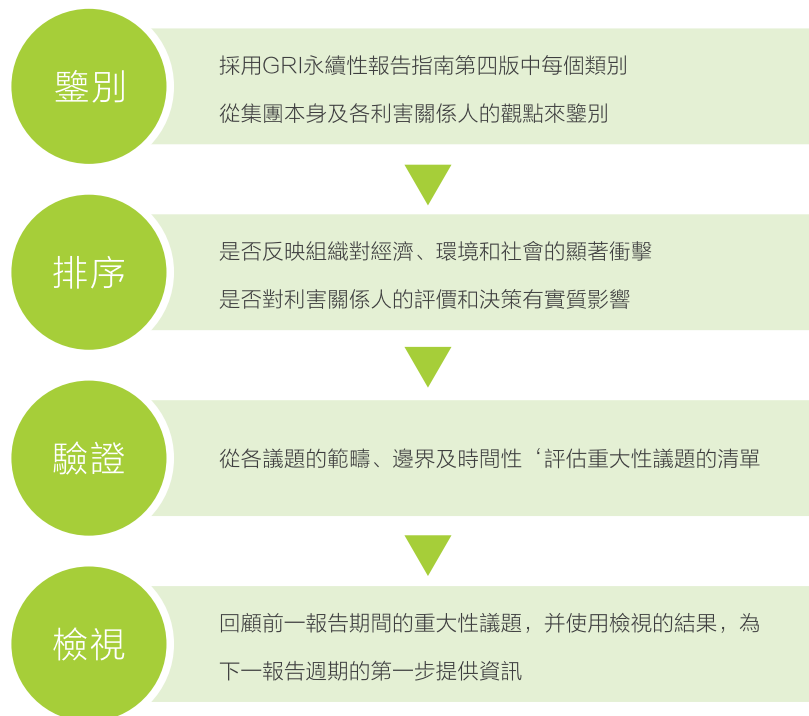 鑒別
採用GRI永續性報告指南第四版中每個類別
從集團本身及各利害關係人的觀點來鑒別
排序
是否反映組織對經濟、環境和社會的顯著衝擊
是否對利害關係人的評價和決策有實質影響
驗證
從各議題的範疇、邊界及時間性‘評估重大性議題的清單
檢視
回顧前一報告期間的重大性議題，并使用檢視的結果，為
下一報告週期的第一步提供資訊